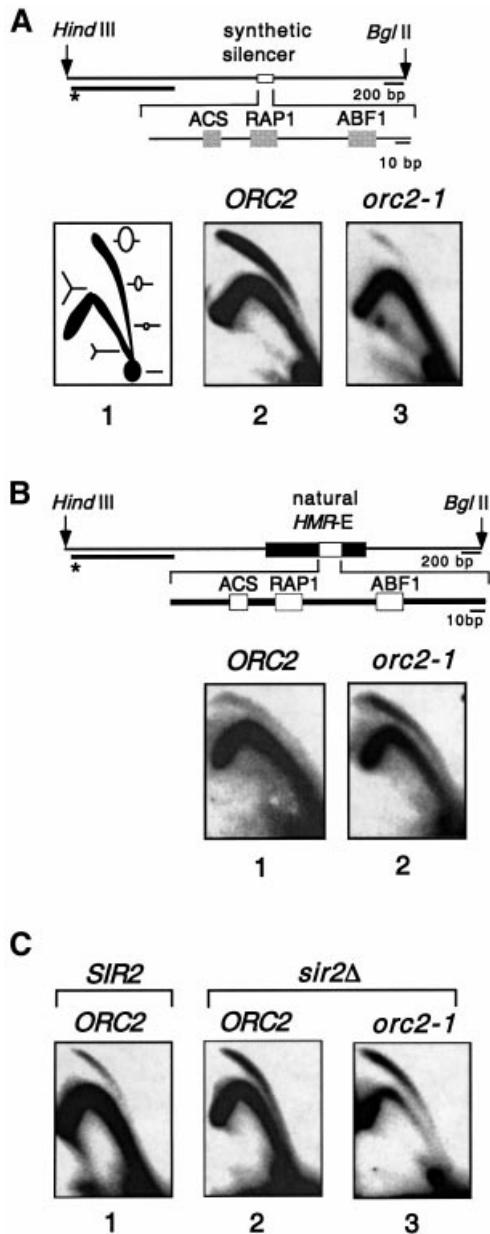 A
Hind III
synthetic
silencer
Bgl II
200 bp
*
ACS RAP1 ABF1
10 bp
ORC2 orc2-1
1 2 3
B
Hind III
natural
HMR-E
Bgl II
200 bp
*
ACS RAP1 ABF1
10bp
ORC2 orc2-1
1 2
C
SIR2 sir2Δ
ORC2 ORC2 orc2-1
1 2 3